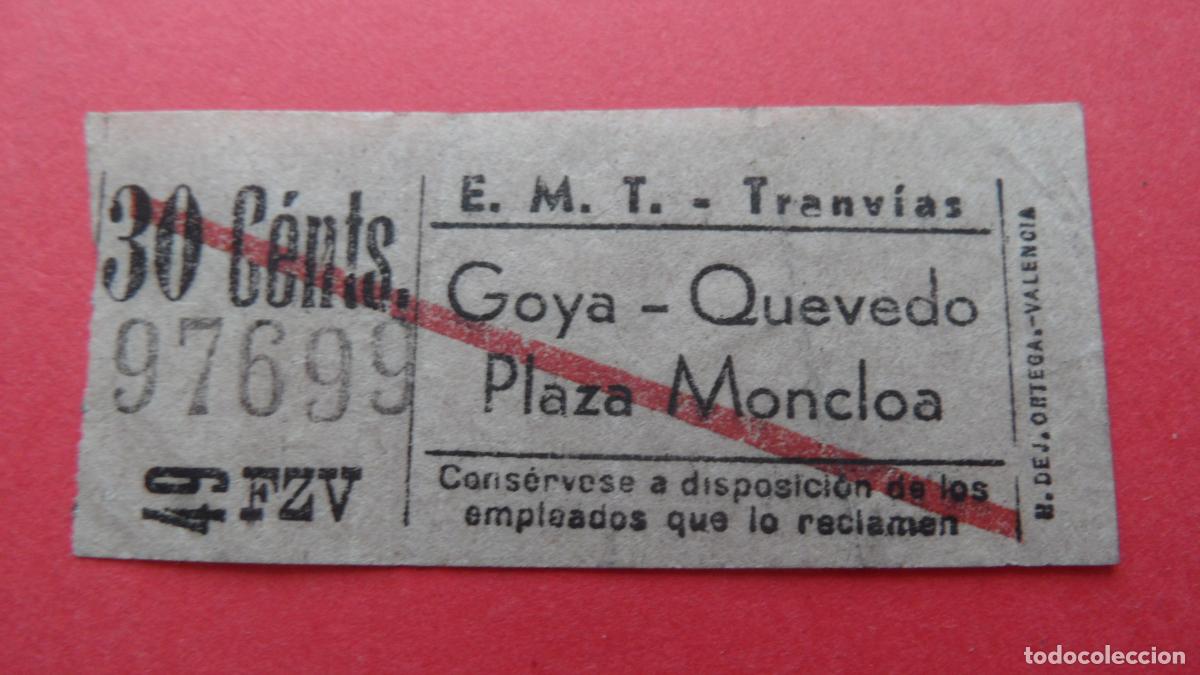 30 Cénts.
97699
49 FZV
E. M. T. - Tranvías
Goya - Quevedo
Plaza Moncloa
Consérvese a disposición de los
empleados que lo reclamen
H. DE J. ORTEGA.-VALENCIA
todocoleccion